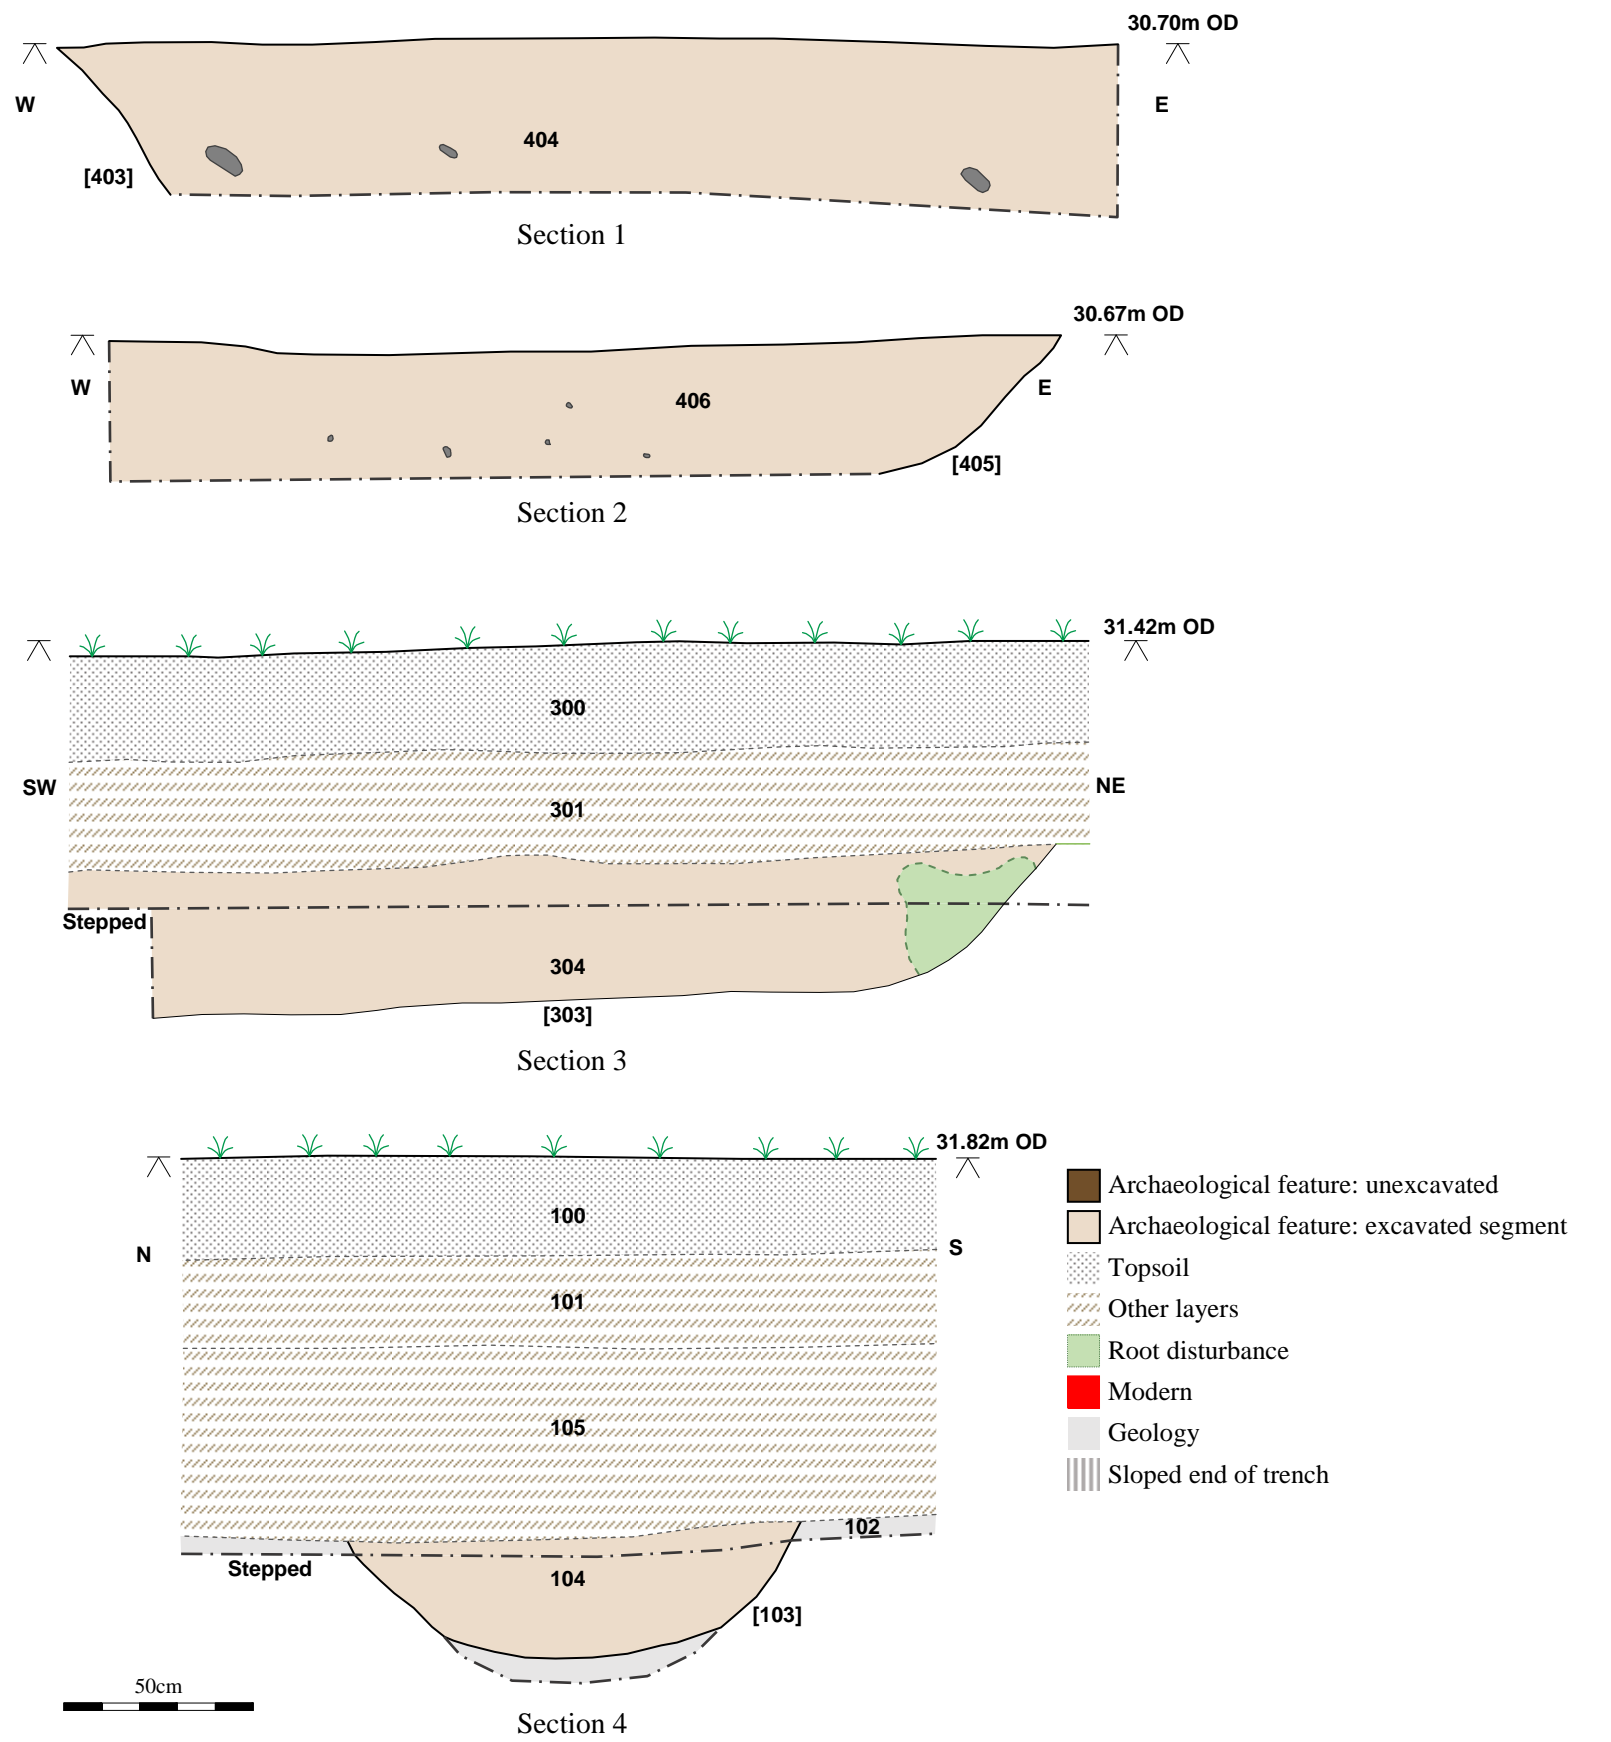 30.70m OD
W
E
404
[403]
Section 1
30.67m OD
W
E
406
[405]
Section 2
31.42m OD
300
SW
NE
301
Stepped
304
[303]
Section 3
31.82m OD
100
N
S
101
105
102
Stepped
104
[103]
50cm
Section 4
Archaeological feature: unexcavated
Archaeological feature: excavated segment
Topsoil
Other layers
Root disturbance
Modern
Geology
Sloped end of trench